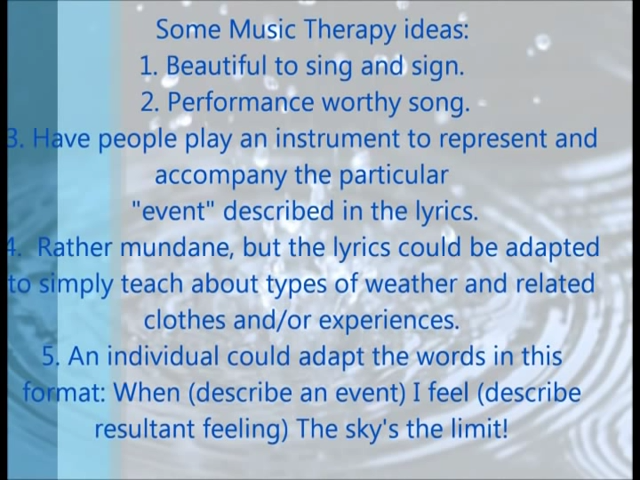 Some Music Therapy ideas:
1. Beautiful to sing and sign.
2. Performance worthy song.
3. Have people play an instrument to represent and
accompany the particular
"event" described in the lyrics.
4. Rather mundane, but the lyrics could be adapted
to simply teach about types of weather and related
clothes and/or experiences.
5. An individual could adapt the words in this
format: When (describe an event) I feel (describe
resultant feeling) The sky's the limit!